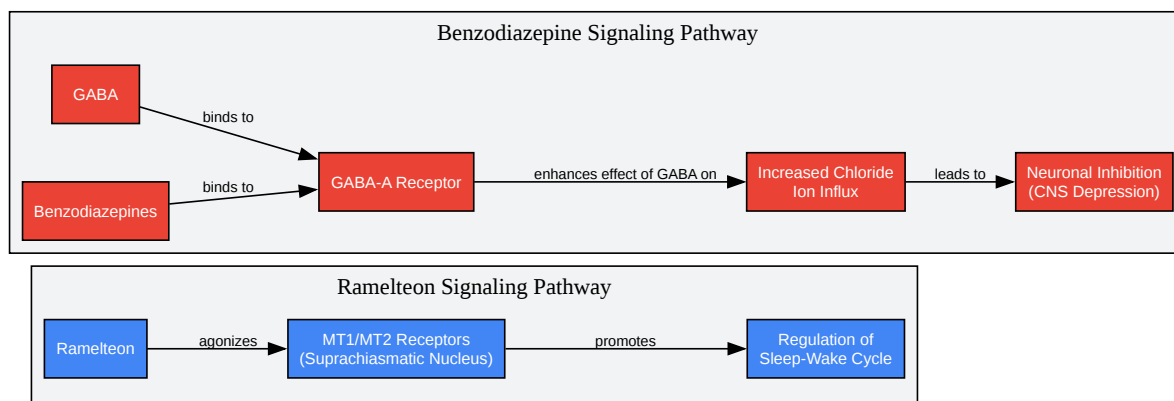 Benzodiazepine Signaling Pathway
GABA
binds to
Benzodiazepines
binds to
GABA-A Receptor
enhances effect of GABA on
Increased Chloride
Ion Influx
leads to
Neuronal Inhibition
(CNS Depression)
Ramelteon Signaling Pathway
Ramelteon
agonizes
MT1/MT2 Receptors
(Suprachiasmatic Nucleus)
promotes
Regulation of
Sleep-Wake Cycle